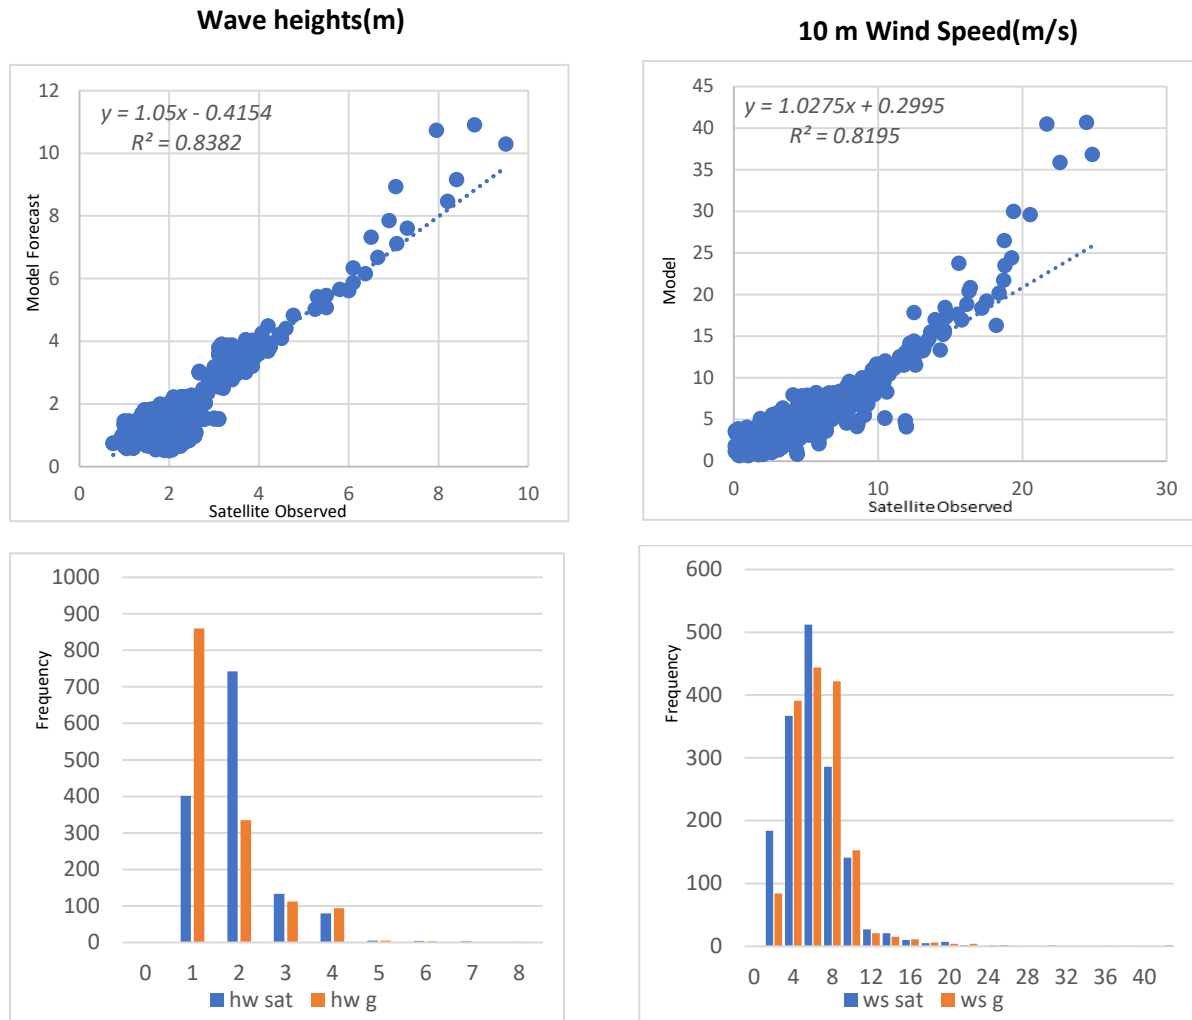 Wave heights(m)
10 m Wind Speed(m/s)
y = 1.05x - 0.4154
R² = 0.8382
12
10
8
6
4
2
0
Model Forecast
0 2 4 6 8 10
Satellite Observed
y = 1.0275x + 0.2995
R² = 0.8195
45
40
35
30
25
20
15
10
5
0
Model
0 10 20 30
Satellite Observed
1000
900
800
700
600
500
400
300
200
100
0
Frequency
0 1 2 3 4 5 6 7 8
hw sat hw g
600
500
400
300
200
100
0
Frequency
0 4 8 12 16 20 24 28 32 36 40
ws sat ws g